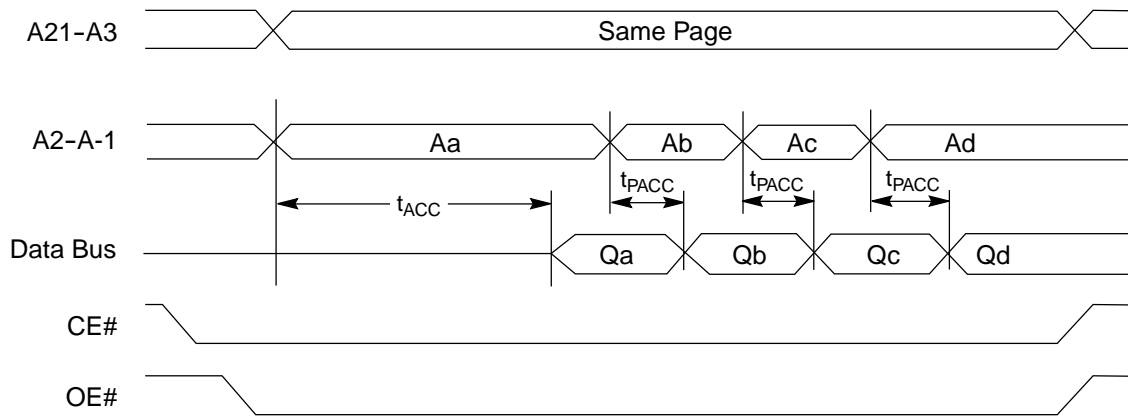 A21-A3
Same Page
A2-A-1
Aa
Ab
Ac
Ad
tACC
tPACC
tPACC
tPACC
Data Bus
Qa
Qb
Qc
Qd
CE#
OE#